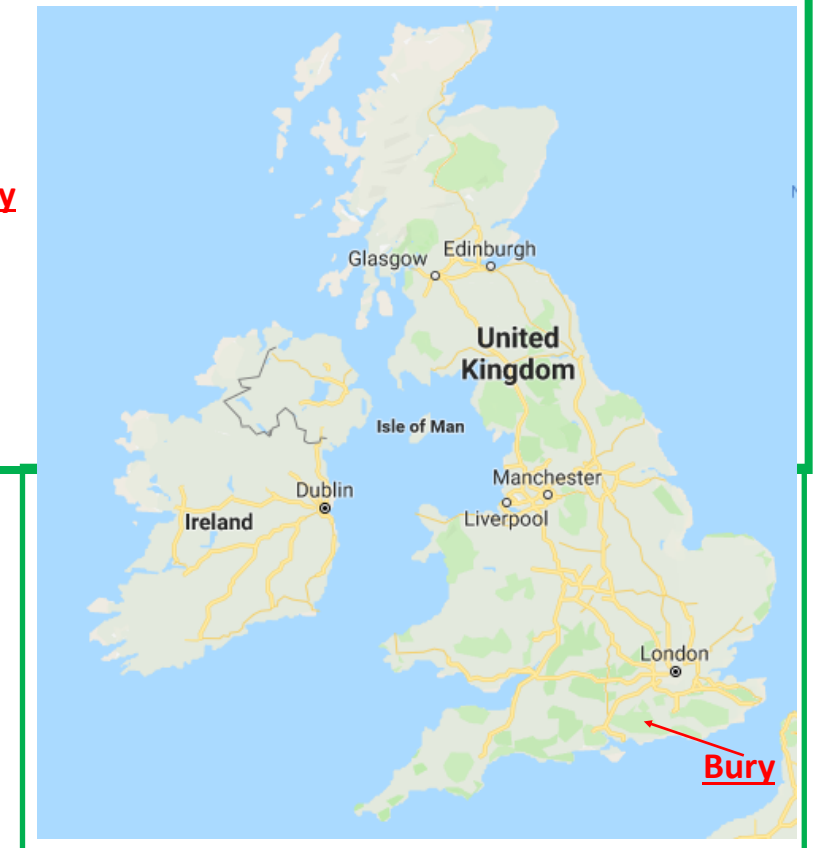 y
N
Glasgow
Edinburgh
United
Kingdom
Isle of Man
Manchester
Dublin
Liverpool
Ireland
London
Bury